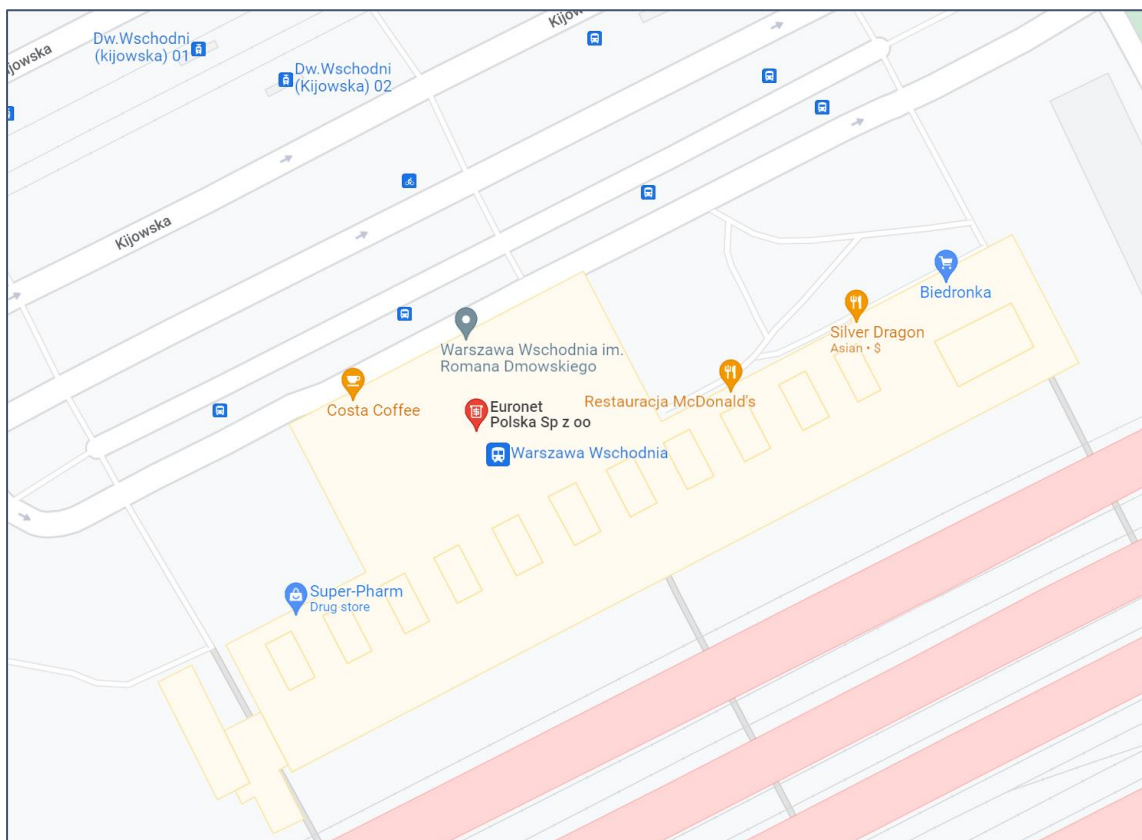 Kijowska
Dw.Wschodni
(kijowska) 01
Dw.Wschodni
(Kijowska) 02
Kijowska
Biedronka
Silver Dragon
Asian • $
Warszawa Wschodnia im.
Romana Dmowskiego
Restauracja McDonald's
Costa Coffee
Euronet
Polska Sp z oo
Warszawa Wschodnia
Super-Pharm
Drug store